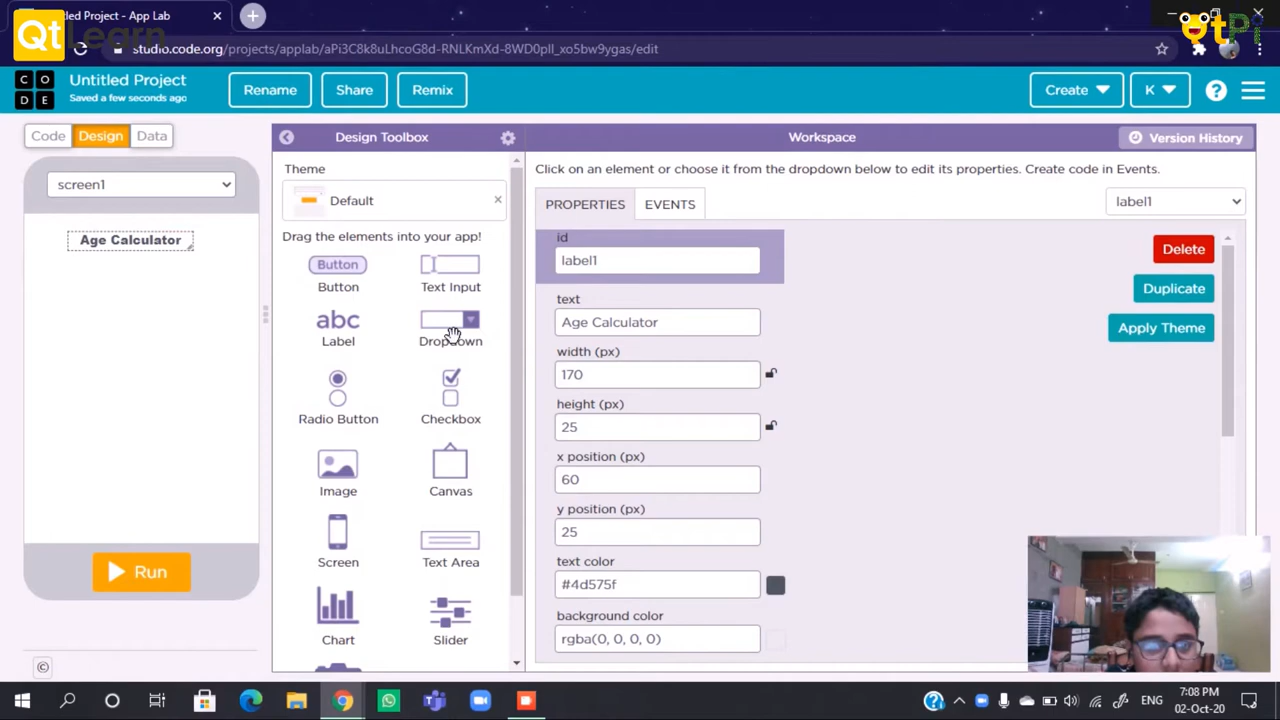 Untitled Project - App Lab
Qt Learn
QtPi
studio.code.org/projects/applab/aPi3C8k8uLhcoG8d-RNLKmXd-8WD0pll_xo5bw9ygas/edit
C O
D E
Untitled Project
Saved a few seconds ago
Rename
Share
Remix
Create
K
?
Code
Design
Data
Design Toolbox
Workspace
Version History
screen1
Age Calculator
Run
©
Theme
Default
Drag the elements into your app!
Button
Button
Text Input
abc
Label
Dropdown
Radio Button
Checkbox
Image
Canvas
Screen
Text Area
Chart
Slider
Click on an element or choose it from the dropdown below to edit its properties. Create code in Events.
PROPERTIES
EVENTS
label1
id
label1
Delete
text
Age Calculator
Duplicate
Apply Theme
width (px)
170
height (px)
25
x position (px)
60
y position (px)
25
text color
#4d575f
background color
rgba(0, 0, 0, 0)
ENG
7:08 PM
02-Oct-20